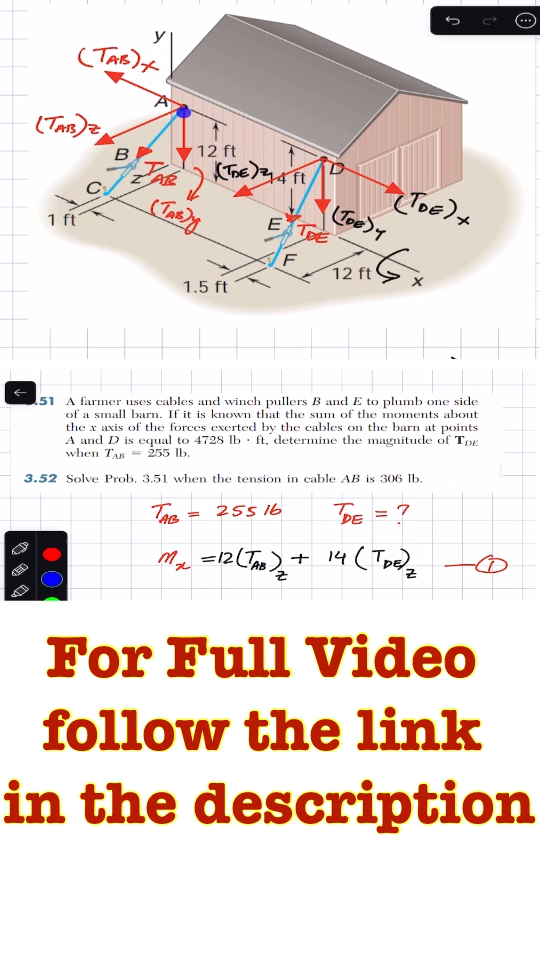 y
(TAB)x
A
(TAB)z
12 ft
B
TAB
z
(TDE)z
14 ft
D
(TDE)x
C
(TAB)y
(TDE)y
E
TDE
1 ft
F
12 ft
x
1.5 ft
.51 A farmer uses cables and winch pullers B and E to plumb one side
of a small barn. If it is known that the sum of the moments about
the x axis of the forces exerted by the cables on the barn at points
A and D is equal to 4728 lb · ft, determine the magnitude of TDE
when TAB = 255 lb.
3.52 Solve Prob. 3.51 when the tension in cable AB is 306 lb.
TAB = 255 lb TDE = ?
Mx = 12(TAB)z + 14(TDE)z —①
For Full Video
follow the link
in the description